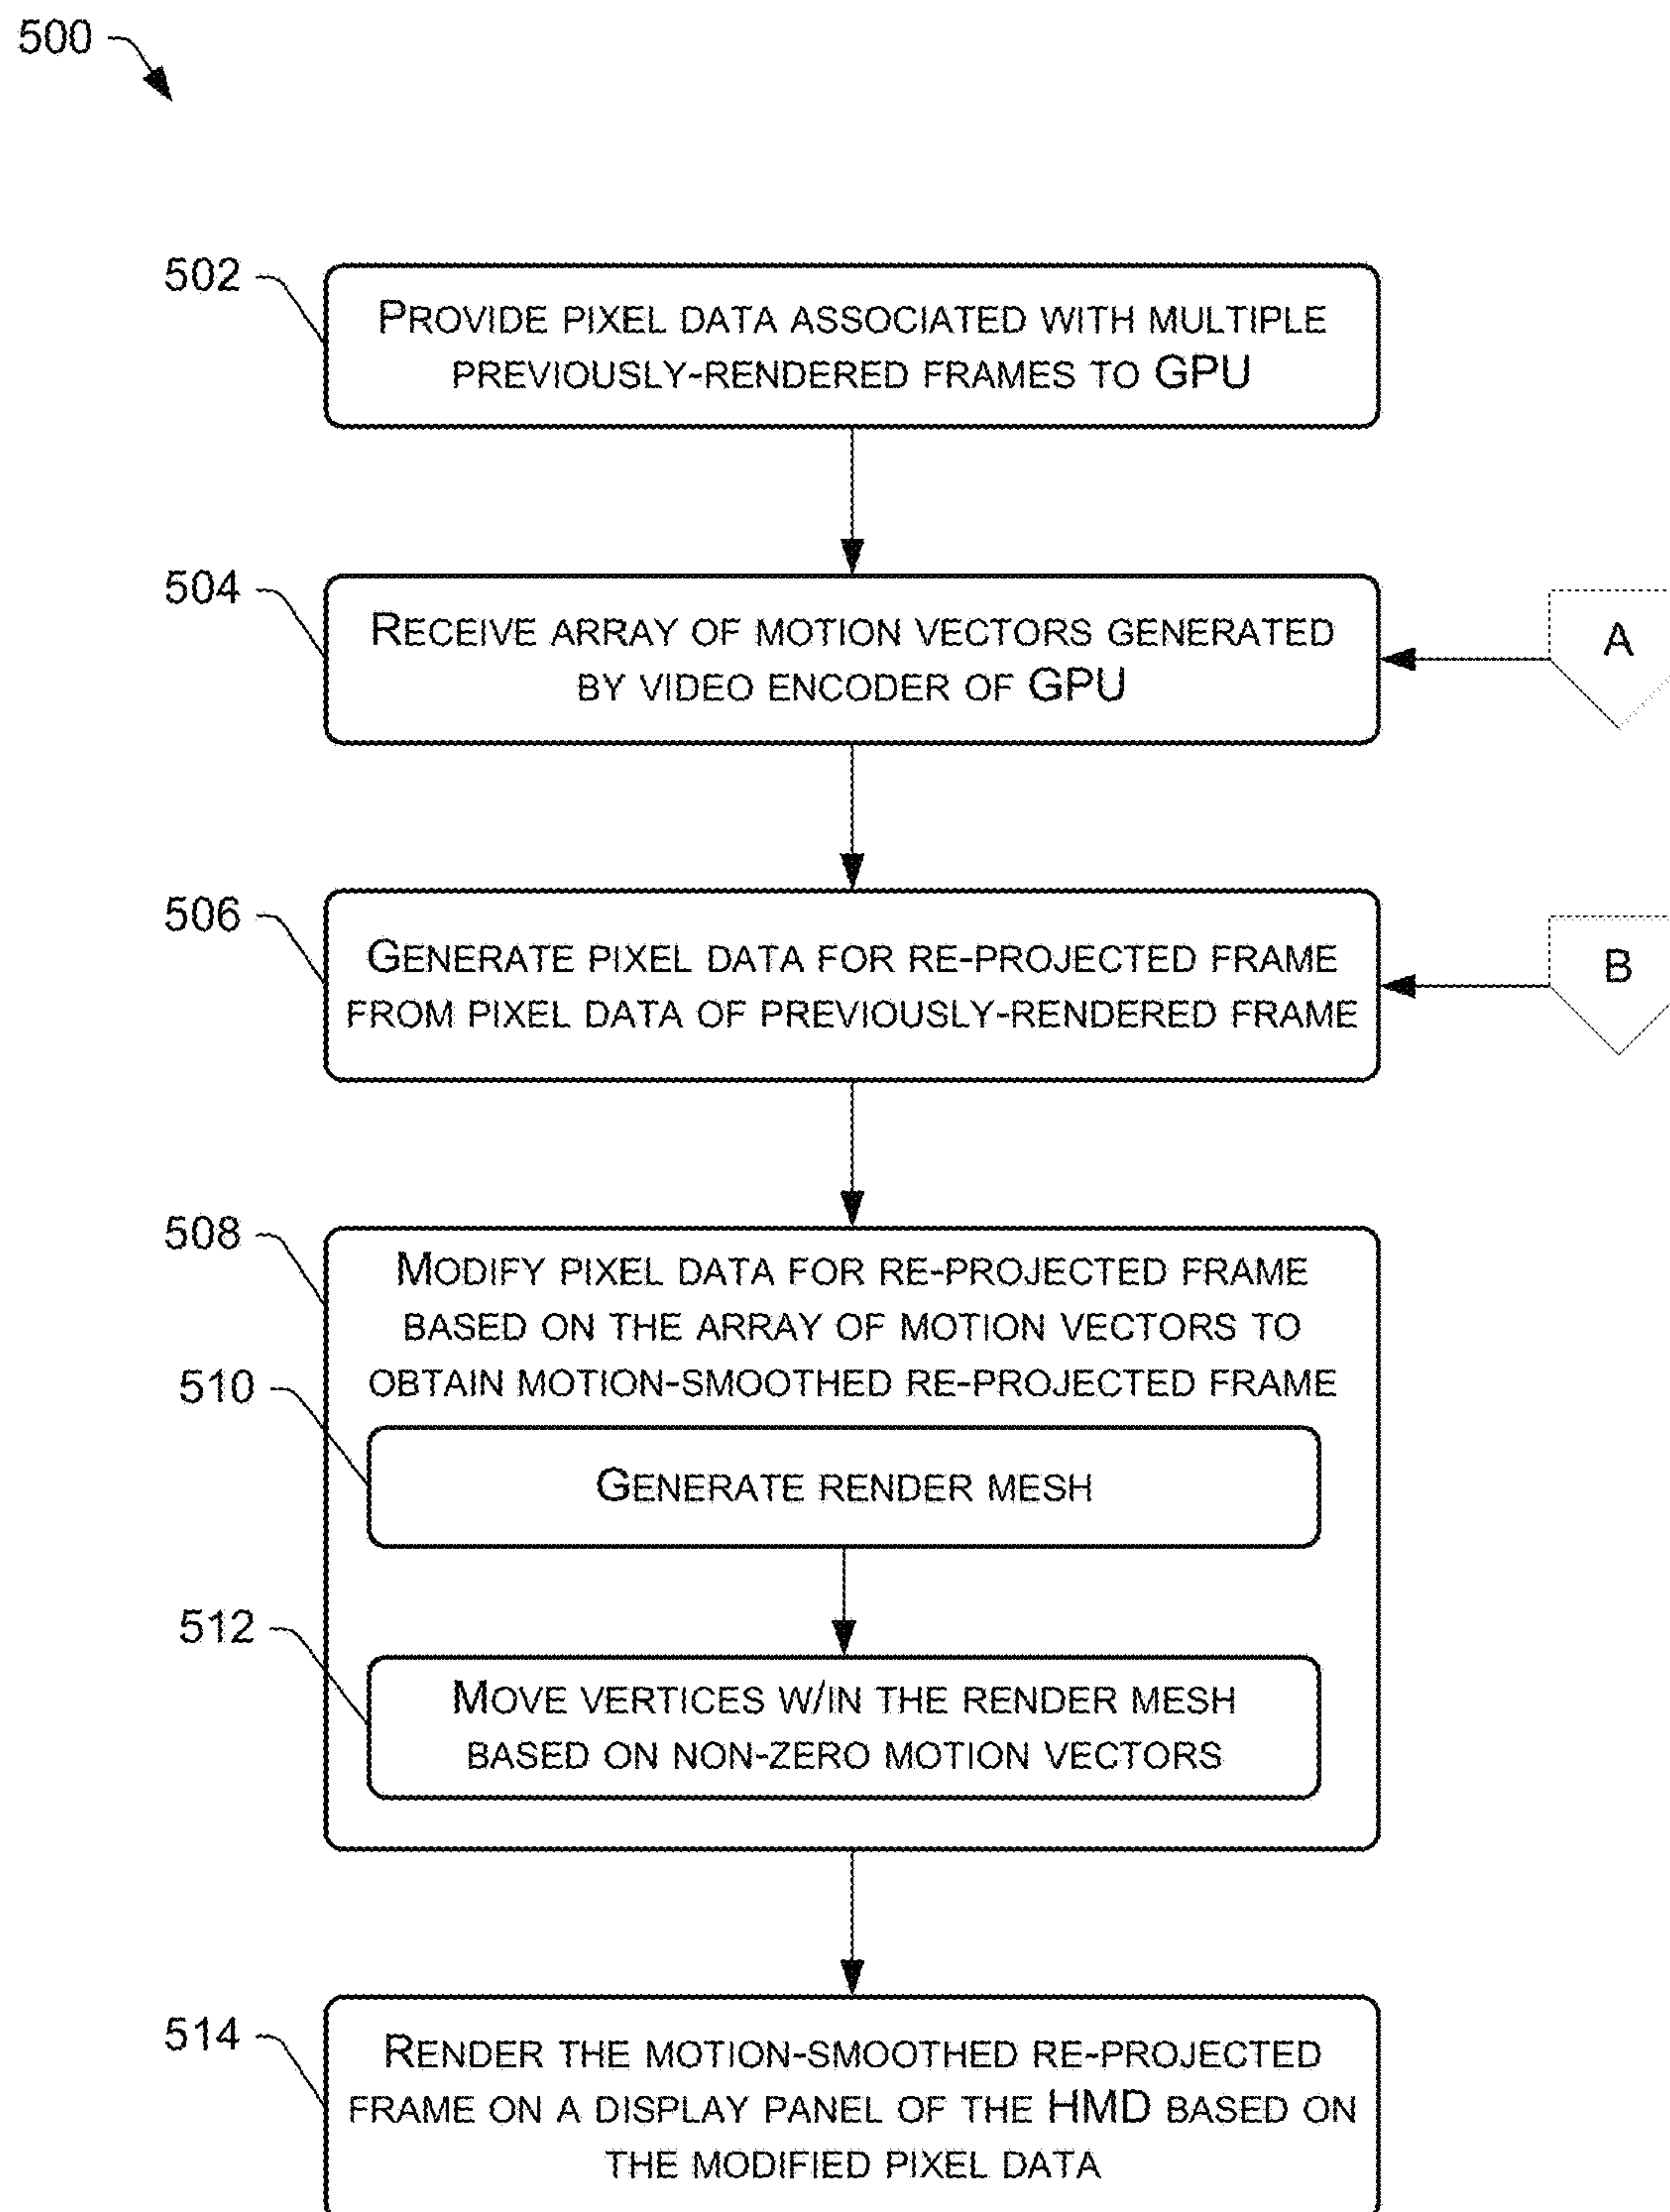 500
502
PROVIDE PIXEL DATA ASSOCIATED WITH MULTIPLE
PREVIOUSLY-RENDERED FRAMES TO GPU
504
RECEIVE ARRAY OF MOTION VECTORS GENERATED
BY VIDEO ENCODER OF GPU
A
506
GENERATE PIXEL DATA FOR RE-PROJECTED FRAME
FROM PIXEL DATA OF PREVIOUSLY-RENDERED FRAME
B
508
MODIFY PIXEL DATA FOR RE-PROJECTED FRAME
BASED ON THE ARRAY OF MOTION VECTORS TO
OBTAIN MOTION-SMOOTHED RE-PROJECTED FRAME
510
GENERATE RENDER MESH
512
MOVE VERTICES W/IN THE RENDER MESH
BASED ON NON-ZERO MOTION VECTORS
514
RENDER THE MOTION-SMOOTHED RE-PROJECTED
FRAME ON A DISPLAY PANEL OF THE HMD BASED ON
THE MODIFIED PIXEL DATA